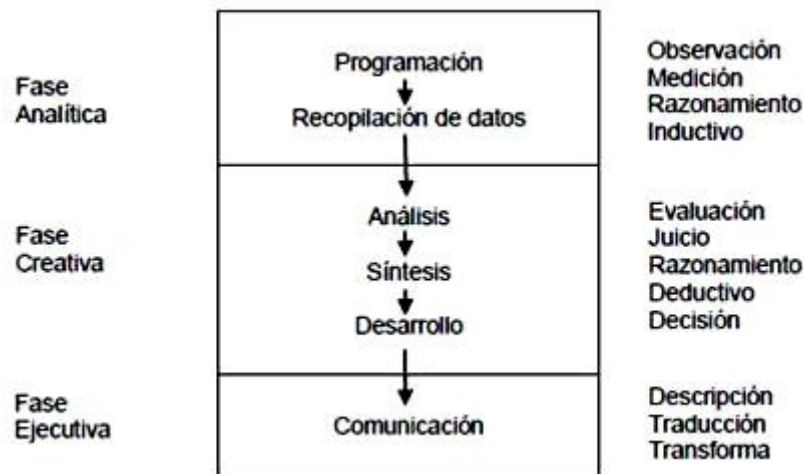 Fase
Analítica
Programación
Recopilación de datos
Observación
Medición
Razonamiento
Inductivo
Fase
Creativa
Análisis
Síntesis
Desarrollo
Evaluación
Juicio
Razonamiento
Deductivo
Decisión
Fase
Ejecutiva
Comunicación
Descripción
Traducción
Transforma